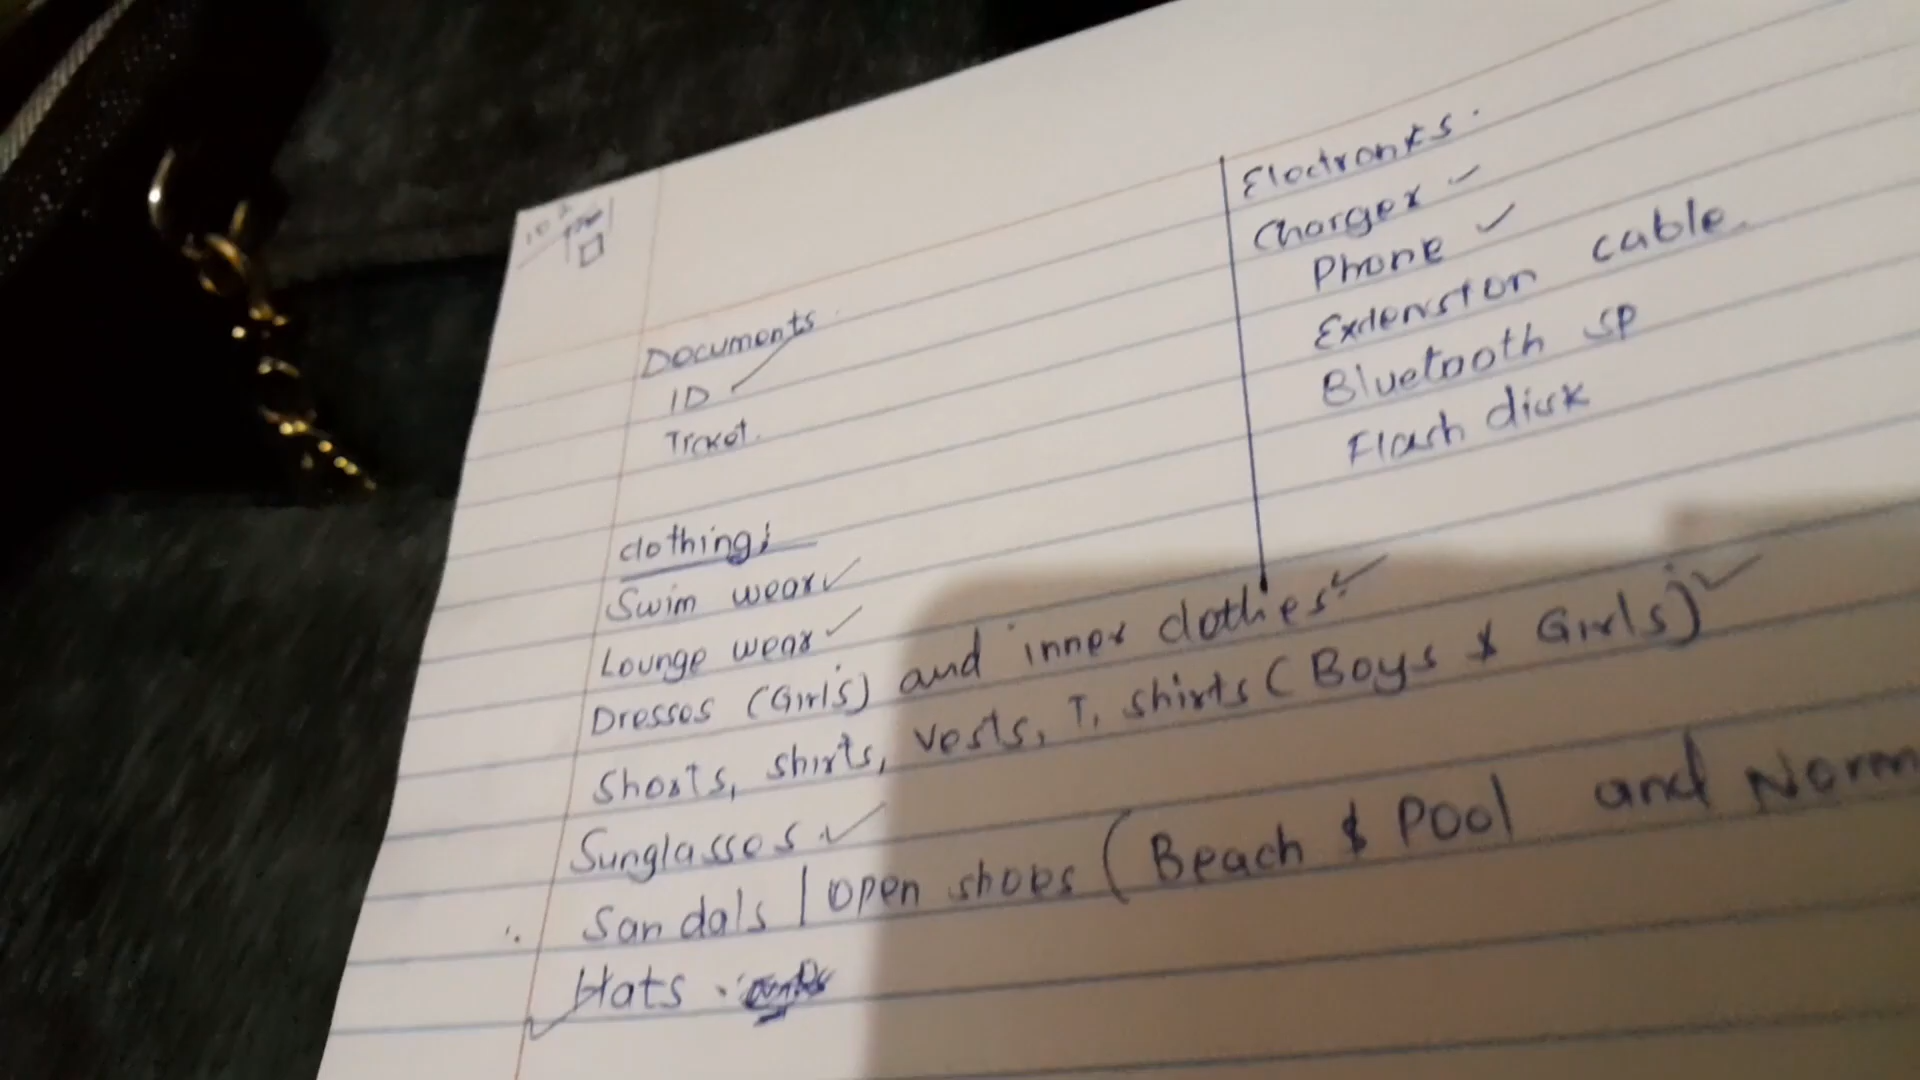 Documents
ID
Ticket.
Electronics.
Charger ✓
Phone ✓
Extension cable.
Bluetooth sp
Flash disk
clothing;
Swim wear ✓
Lounge wear ✓
Dresses (Girls) and inner clothes ✓
Shorts, shirts, vests, T, shirts (Boys & Girls) ✓
Sunglasses ✓
Sandals / open shoes (Beach & Pool and Norm
Hats